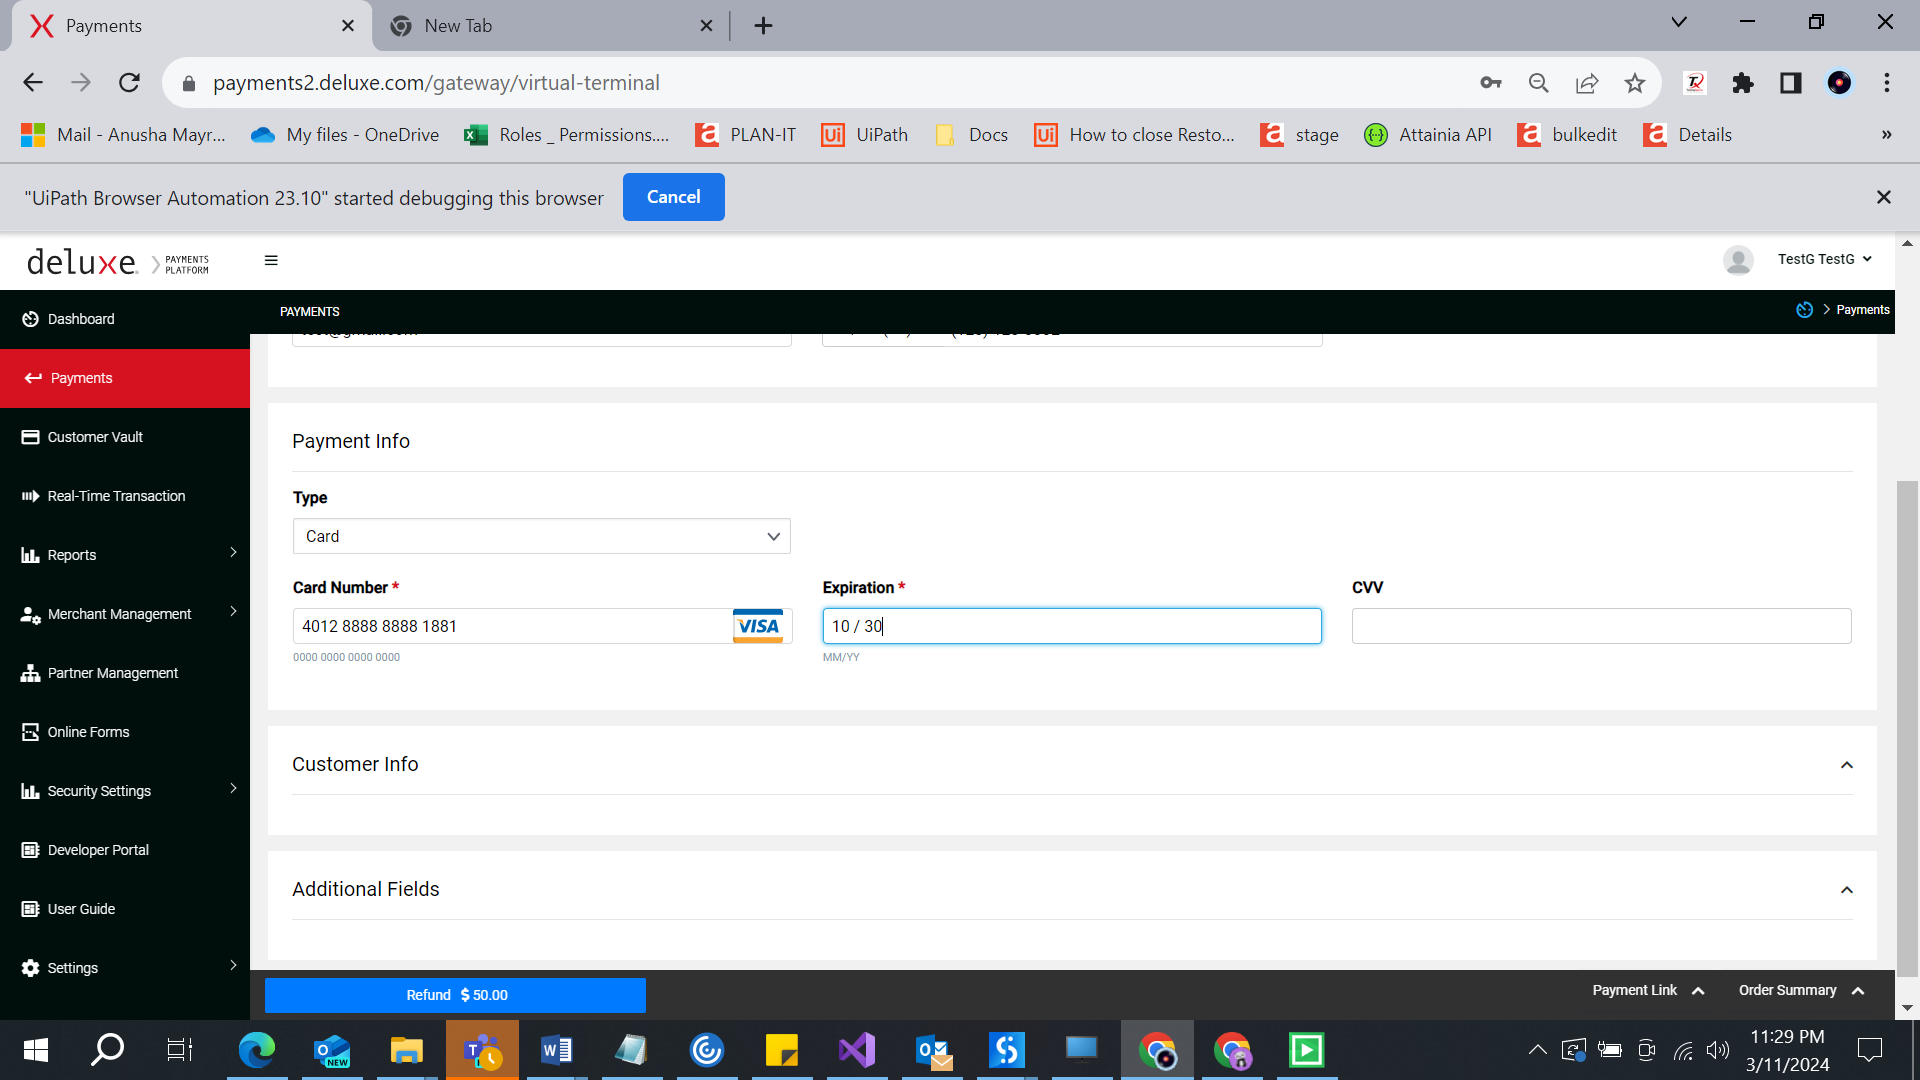 Payments
New Tab
payments2.deluxe.com/gateway/virtual-terminal
Mail - Anusha Mayr...
My files - OneDrive
Roles _ Permissions....
PLAN-IT
UiPath
Docs
How to close Resto...
stage
Attainia API
bulkedit
Details
»
"UiPath Browser Automation 23.10" started debugging this browser
Cancel
deluxe.
PAYMENTS
PLATFORM
TestG TestG
Dashboard
Payments
Customer Vault
Real-Time Transaction
Reports
Merchant Management
Partner Management
Online Forms
Security Settings
Developer Portal
User Guide
Settings
PAYMENTS
Payments
Payment Info
Type
Card
Card Number *
4012 8888 8888 1881
VISA
0000 0000 0000 0000
Expiration *
10 / 30
MM/YY
CVV
Customer Info
Additional Fields
Refund $ 50.00
Payment Link
Order Summary
NEW
11:29 PM
3/11/2024